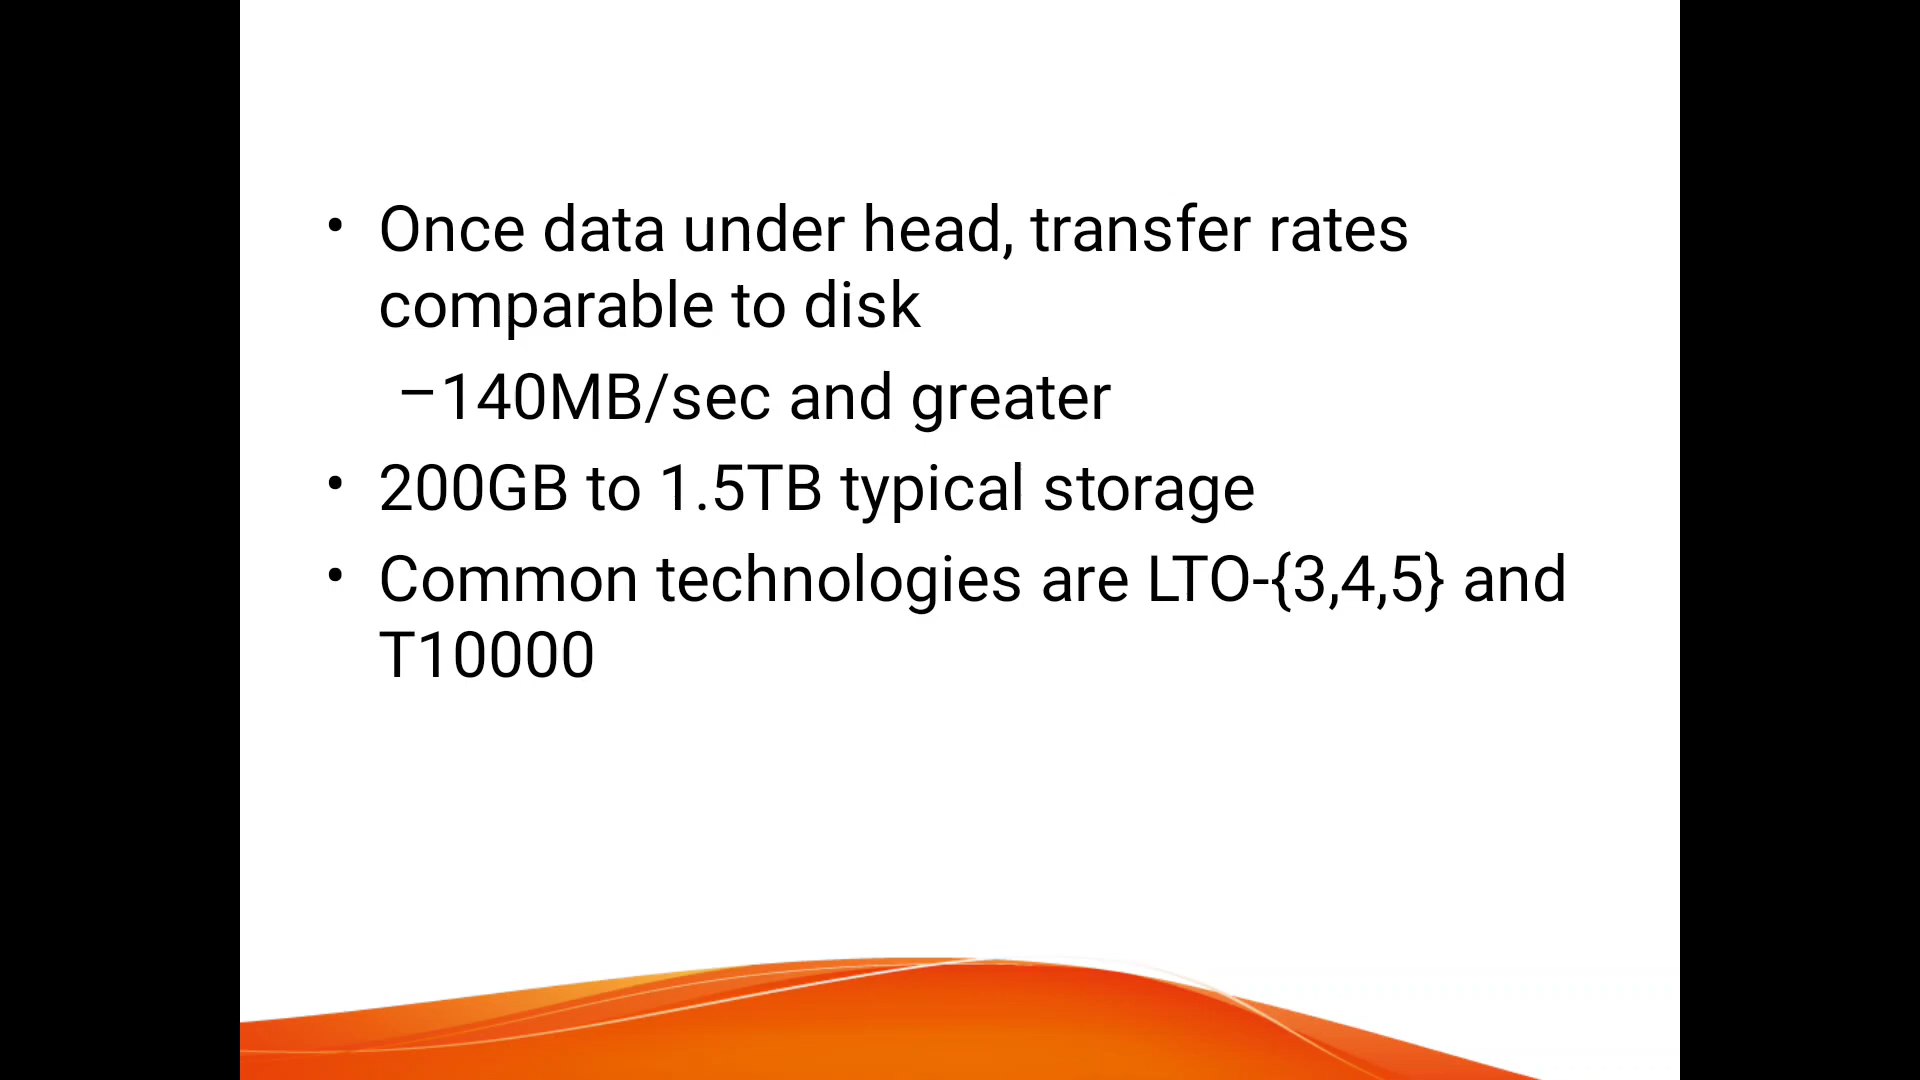 • Once data under head, transfer rates
comparable to disk
–140MB/sec and greater
• 200GB to 1.5TB typical storage
• Common technologies are LTO-{3,4,5} and
T10000